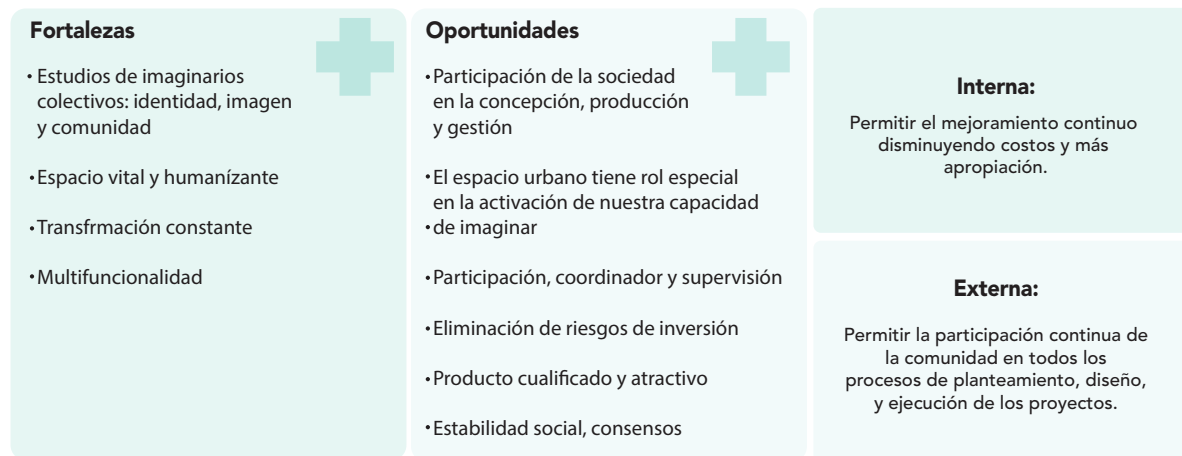 Fortalezas
• Estudios de imaginarios
colectivos: identidad, imagen
y comunidad
• Espacio vital y humanízante
• Transfrmación constante
• Multifuncionalidad
Oportunidades
• Participación de la sociedad
en la concepción, producción
y gestión
• El espacio urbano tiene rol especial
en la activación de nuestra capacidad
• de imaginar
• Participación, coordinador y supervisión
• Eliminación de riesgos de inversión
• Producto cualificado y atractivo
• Estabilidad social, consensos
Interna:
Permitir el mejoramiento continuo
disminuyendo costos y más
apropiación.
Externa:
Permitir la participación continua de
la comunidad en todos los
procesos de planteamiento, diseño,
y ejecución de los proyectos.